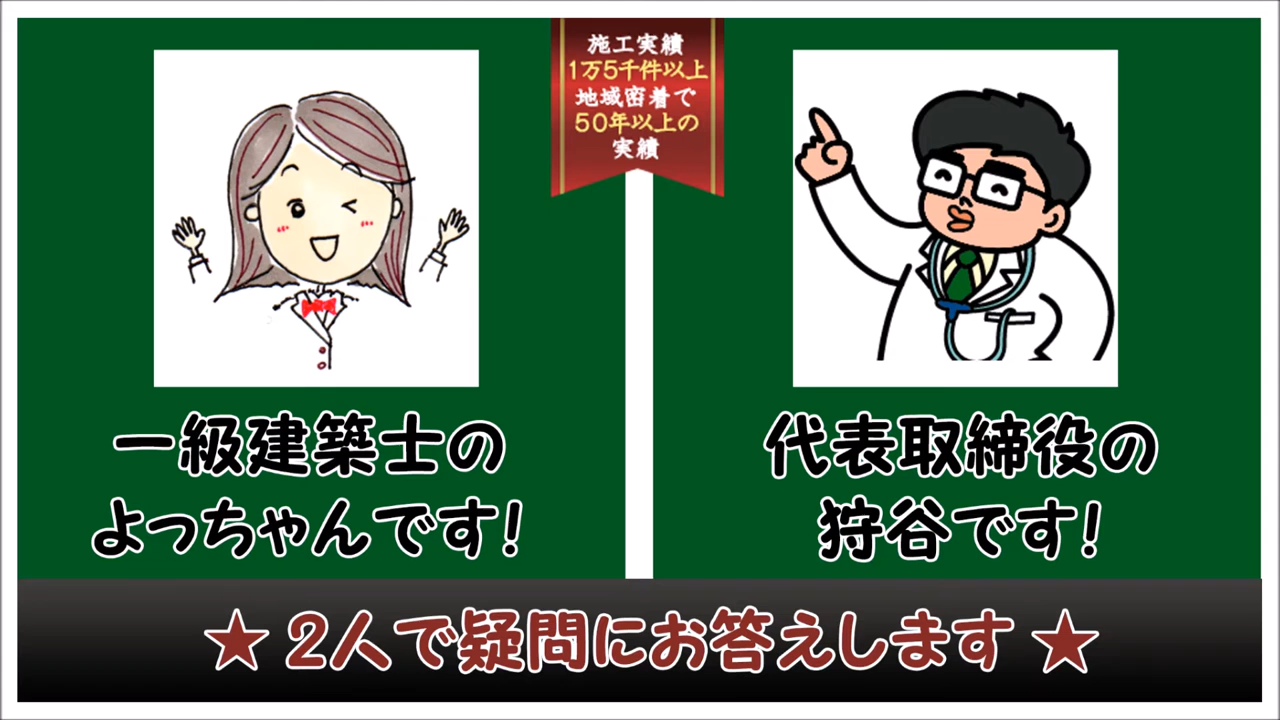 施工実績
1万5千件以上
地域密着で
50年以上の
実績
一級建築士の
よっちゃんです!
代表取締役の
狩谷です!
★ 2人で疑問にお答えします ★